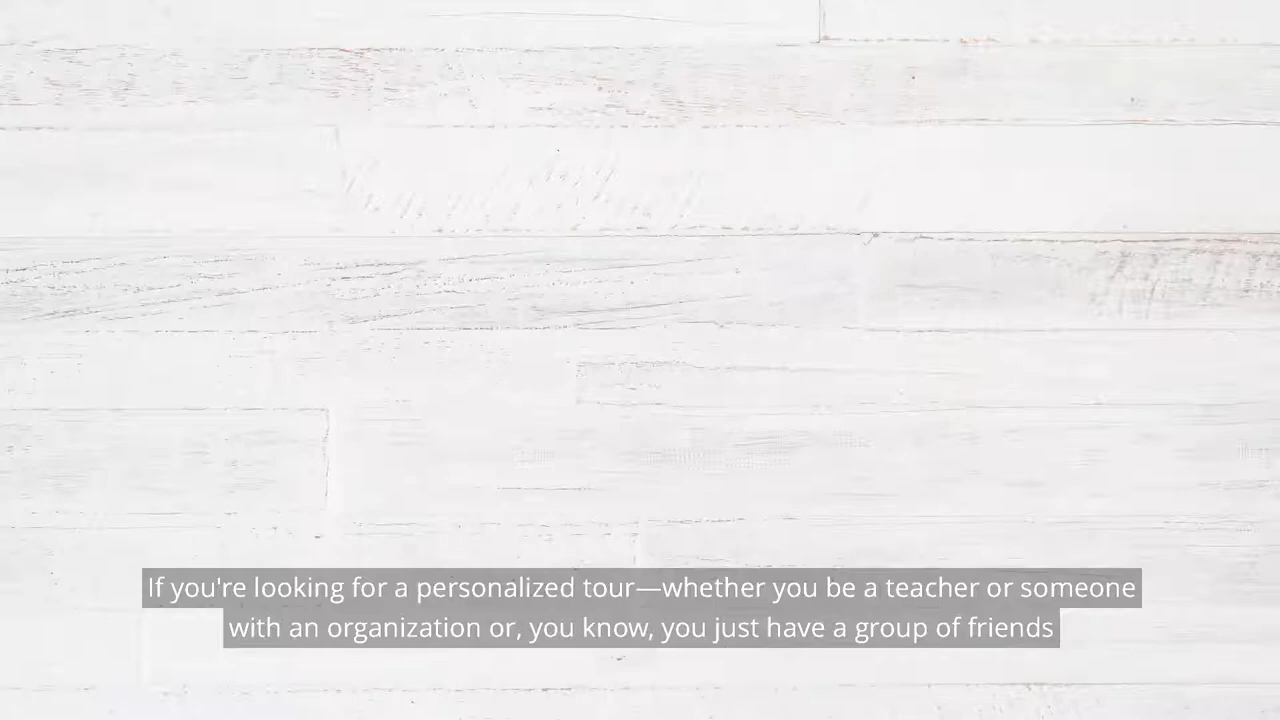 If you're looking for a personalized tour—whether you be a teacher or someone
with an organization or, you know, you just have a group of friends